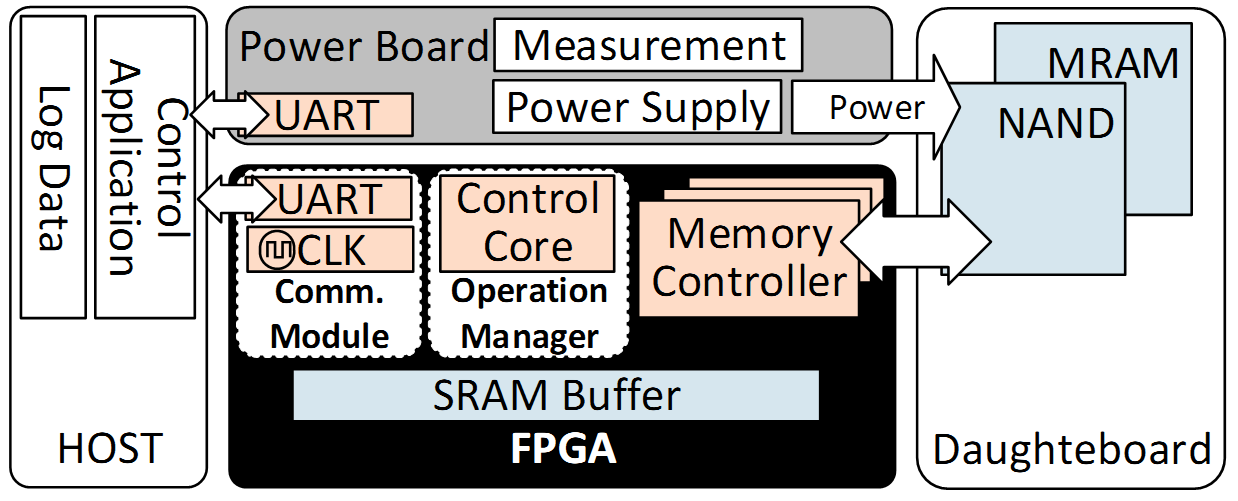 Log Data
Control
Application
HOST
Power Board
Measurement
Power Supply
UART
Power
UART
CLK
Comm.
Module
Control
Core
Operation
Manager
Memory
Controller
SRAM Buffer
FPGA
MRAM
NAND
Daughteboard